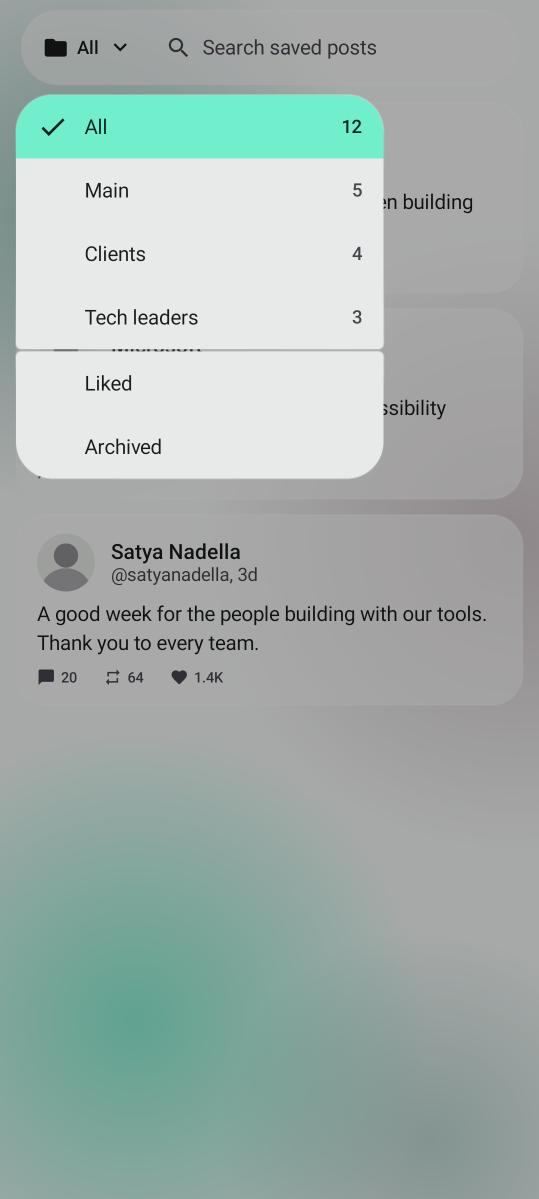 All
Search saved posts
All 12
Main 5
en building
Clients 4
Tech leaders 3
Liked
ssibility
Archived
Satya Nadella
@satyanadella, 3d
A good week for the people building with our tools.
Thank you to every team.
20 64 1.4K